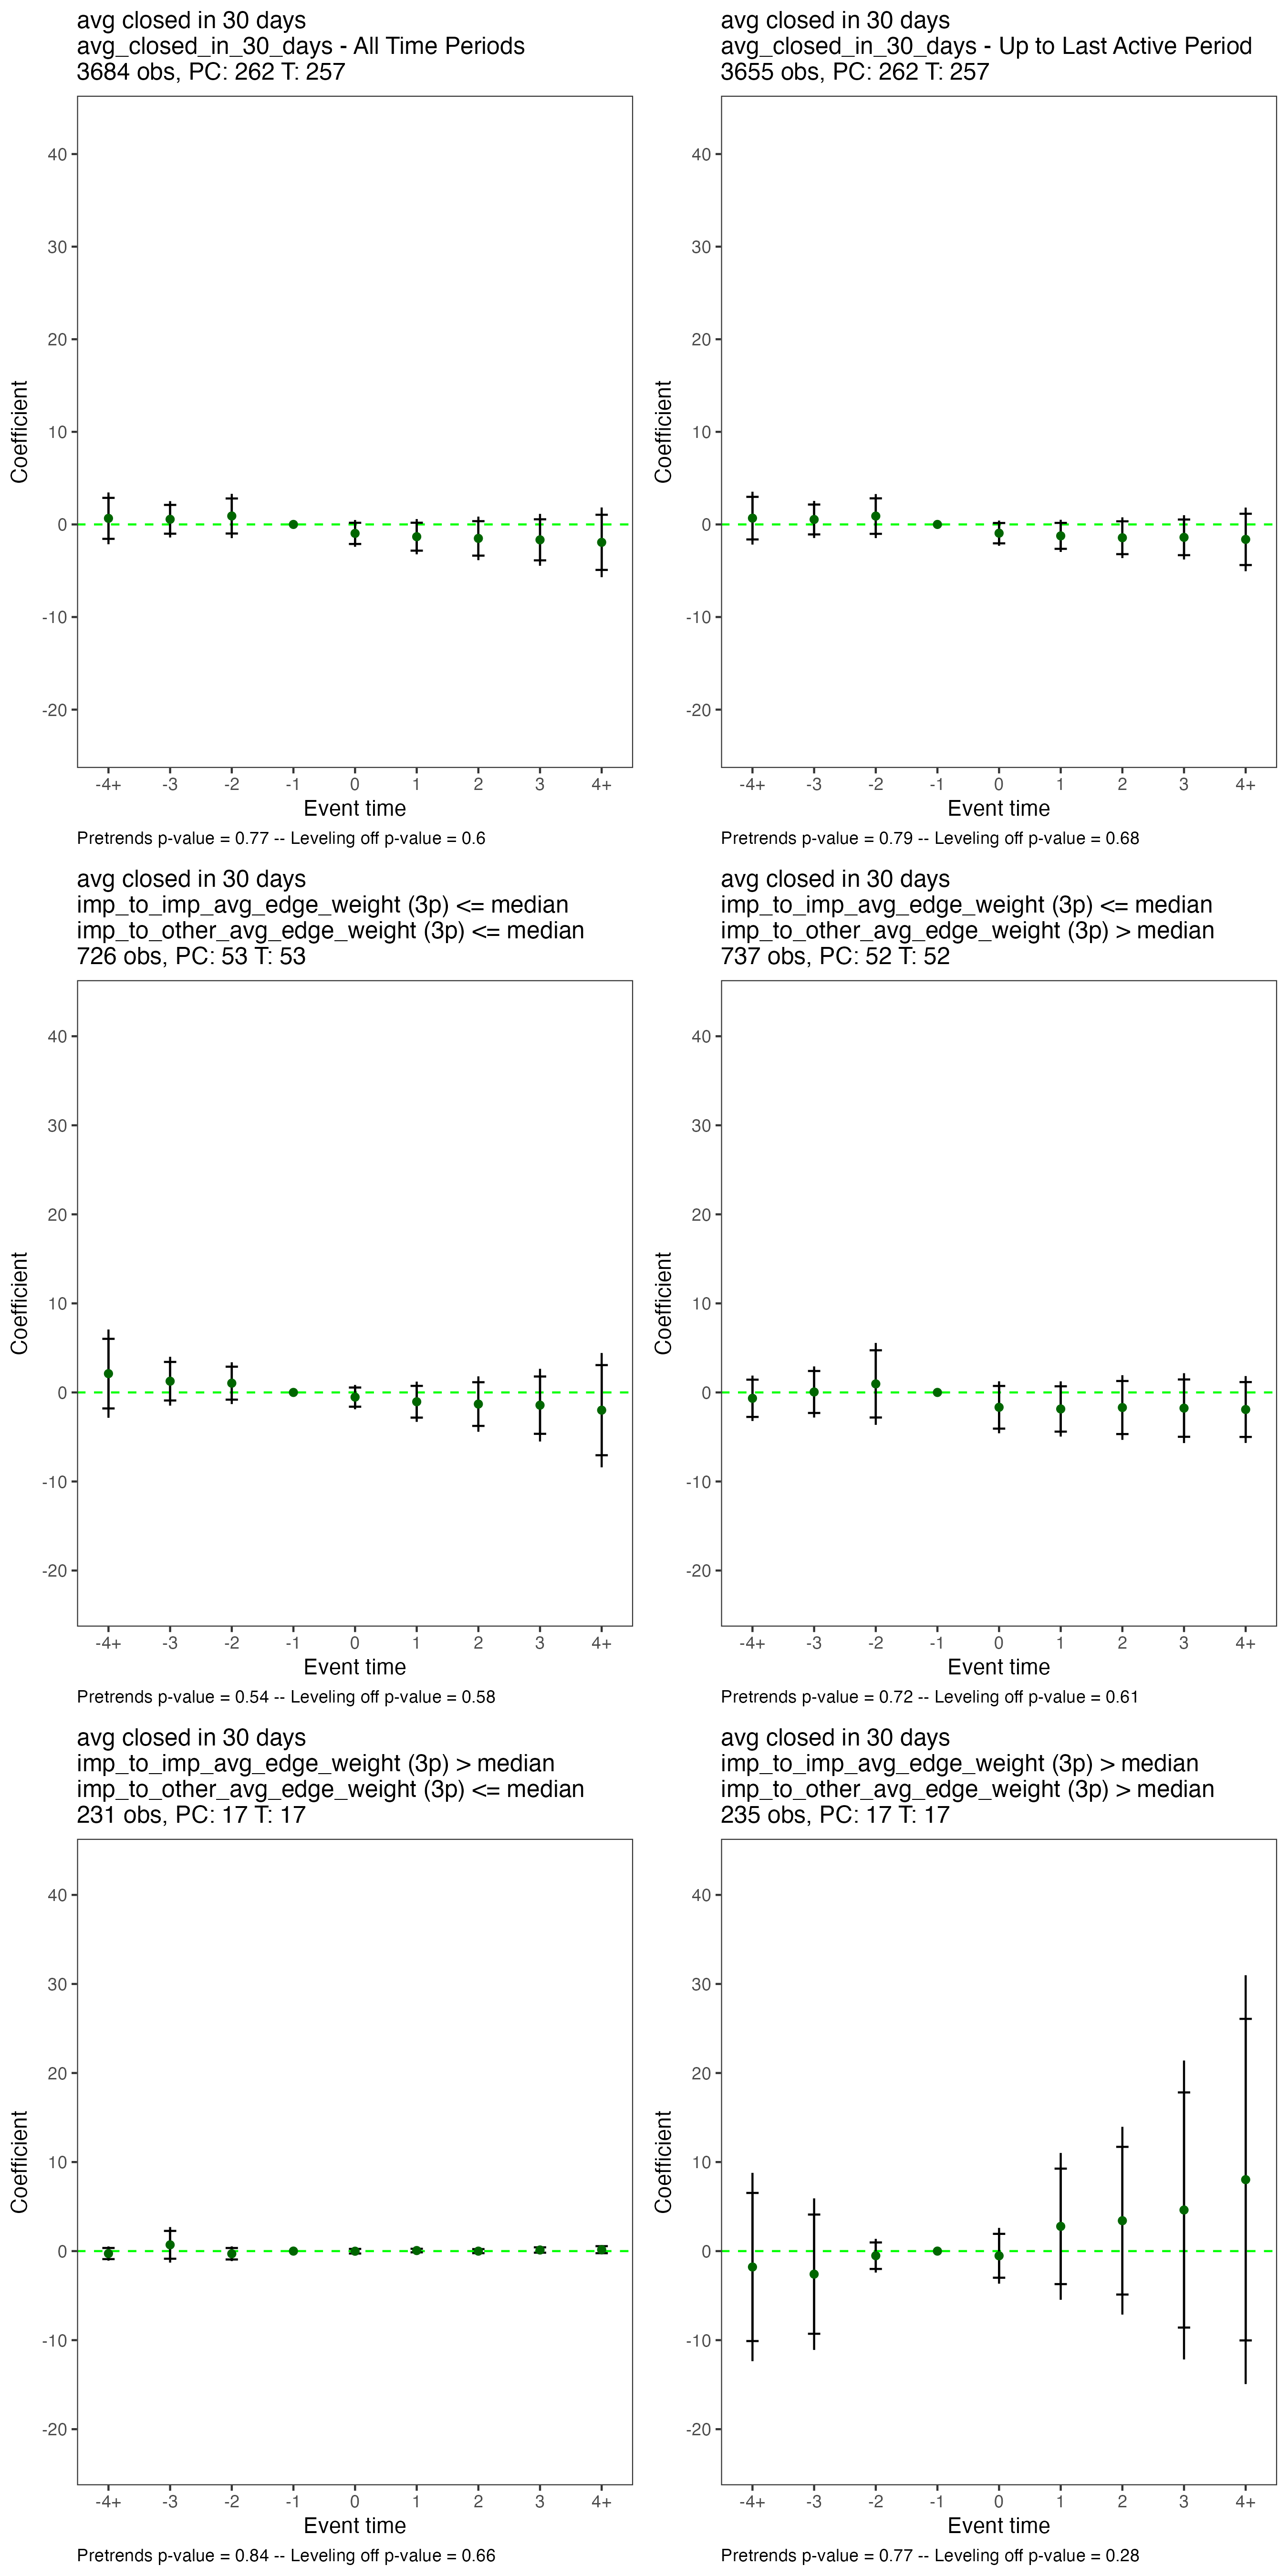 avg closed in 30 days
avg_closed_in_30_days - All Time Periods
3684 obs, PC: 262 T: 257
40
30
20
10
0
-10
-20
Coefficient
-4+ -3 -2 -1 0 1 2 3 4+
Event time
Pretrends p-value = 0.77 -- Leveling off p-value = 0.6
avg closed in 30 days
avg_closed_in_30_days - Up to Last Active Period
3655 obs, PC: 262 T: 257
40
30
20
10
0
-10
-20
Coefficient
-4+ -3 -2 -1 0 1 2 3 4+
Event time
Pretrends p-value = 0.79 -- Leveling off p-value = 0.68
avg closed in 30 days
imp_to_imp_avg_edge_weight (3p) <= median
imp_to_other_avg_edge_weight (3p) <= median
726 obs, PC: 53 T: 53
40
30
20
10
0
-10
-20
Coefficient
-4+ -3 -2 -1 0 1 2 3 4+
Event time
Pretrends p-value = 0.54 -- Leveling off p-value = 0.58
avg closed in 30 days
imp_to_imp_avg_edge_weight (3p) <= median
imp_to_other_avg_edge_weight (3p) > median
737 obs, PC: 52 T: 52
40
30
20
10
0
-10
-20
Coefficient
-4+ -3 -2 -1 0 1 2 3 4+
Event time
Pretrends p-value = 0.72 -- Leveling off p-value = 0.61
avg closed in 30 days
imp_to_imp_avg_edge_weight (3p) > median
imp_to_other_avg_edge_weight (3p) <= median
231 obs, PC: 17 T: 17
40
30
20
10
0
-10
-20
Coefficient
-4+ -3 -2 -1 0 1 2 3 4+
Event time
Pretrends p-value = 0.84 -- Leveling off p-value = 0.66
avg closed in 30 days
imp_to_imp_avg_edge_weight (3p) > median
imp_to_other_avg_edge_weight (3p) > median
235 obs, PC: 17 T: 17
40
30
20
10
0
-10
-20
Coefficient
-4+ -3 -2 -1 0 1 2 3 4+
Event time
Pretrends p-value = 0.77 -- Leveling off p-value = 0.28